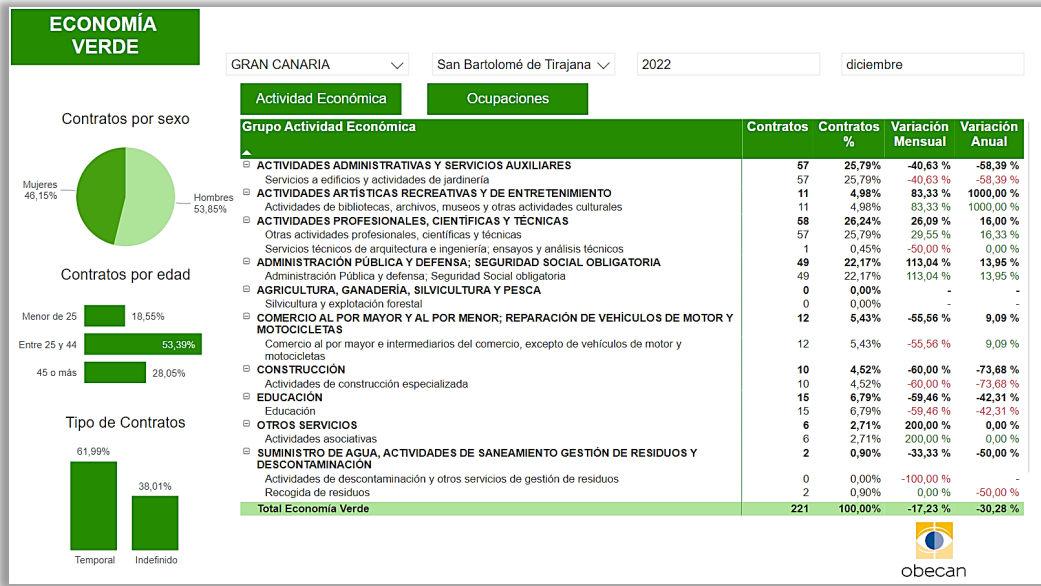 ECONOMÍA
VERDE
GRAN CANARIA
San Bartolomé de Tirajana
2022
diciembre
Actividad Económica
Ocupaciones
Contratos por sexo
Mujeres
46,15%
Hombres
53,85%
Contratos por edad
Menor de 25 18,55%
Entre 25 y 44 53,39%
45 o más 28,05%
Tipo de Contratos
61,99%
38,01%
Temporal Indefinido
Grupo Actividad Económica Contratos Contratos % Variación Mensual Variación Anual
ACTIVIDADES ADMINISTRATIVAS Y SERVICIOS AUXILIARES 57 25,79% -40,63 % -58,39 %
Servicios a edificios y actividades de jardinería 57 25,79% -40,63 % -58,39 %
ACTIVIDADES ARTÍSTICAS RECREATIVAS Y DE ENTRETENIMIENTO 11 4,98% 83,33 % 1000,00 %
Actividades de bibliotecas, archivos, museos y otras actividades culturales 11 4,98% 83,33 % 1000,00 %
ACTIVIDADES PROFESIONALES, CIENTÍFICAS Y TÉCNICAS 58 26,24% 26,09 % 16,00 %
Otras actividades profesionales, científicas y técnicas 57 25,79% 29,55 % 16,33 %
Servicios técnicos de arquitectura e ingeniería; ensayos y análisis técnicos 1 0,45% -50,00 % 0,00 %
ADMINISTRACIÓN PÚBLICA Y DEFENSA; SEGURIDAD SOCIAL OBLIGATORIA 49 22,17% 113,04 % 13,95 %
Administración Pública y defensa; Seguridad Social obligatoria 49 22,17% 113,04 % 13,95 %
AGRICULTURA, GANADERÍA, SILVICULTURA Y PESCA 0 0,00% - -
Silvicultura y explotación forestal 0 0,00% - -
COMERCIO AL POR MAYOR Y AL POR MENOR; REPARACIÓN DE VEHÍCULOS DE MOTOR Y 12 5,43% -55,56 % 9,09 %
MOTOCICLETAS
Comercio al por mayor e intermediarios del comercio, excepto de vehículos de motor y 12 5,43% -55,56 % 9,09 %
motocicletas
CONSTRUCCIÓN 10 4,52% -60,00 % -73,68 %
Actividades de construcción especializada 10 4,52% -60,00 % -73,68 %
EDUCACIÓN 15 6,79% -59,46 % -42,31 %
Educación 15 6,79% -59,46 % -42,31 %
OTROS SERVICIOS 6 2,71% 200,00 % 0,00 %
Actividades asociativas 6 2,71% 200,00 % 0,00 %
SUMINISTRO DE AGUA, ACTIVIDADES DE SANEAMIENTO GESTIÓN DE RESIDUOS Y 2 0,90% -33,33 % -50,00 %
DESCONTAMINACIÓN
Actividades de descontaminación y otros servicios de gestión de residuos 0 0,00% -100,00 % -
Recogida de residuos 2 0,90% 0,00 % -50,00 %
Total Economía Verde 221 100,00% -17,23 % -30,28 %
obecan